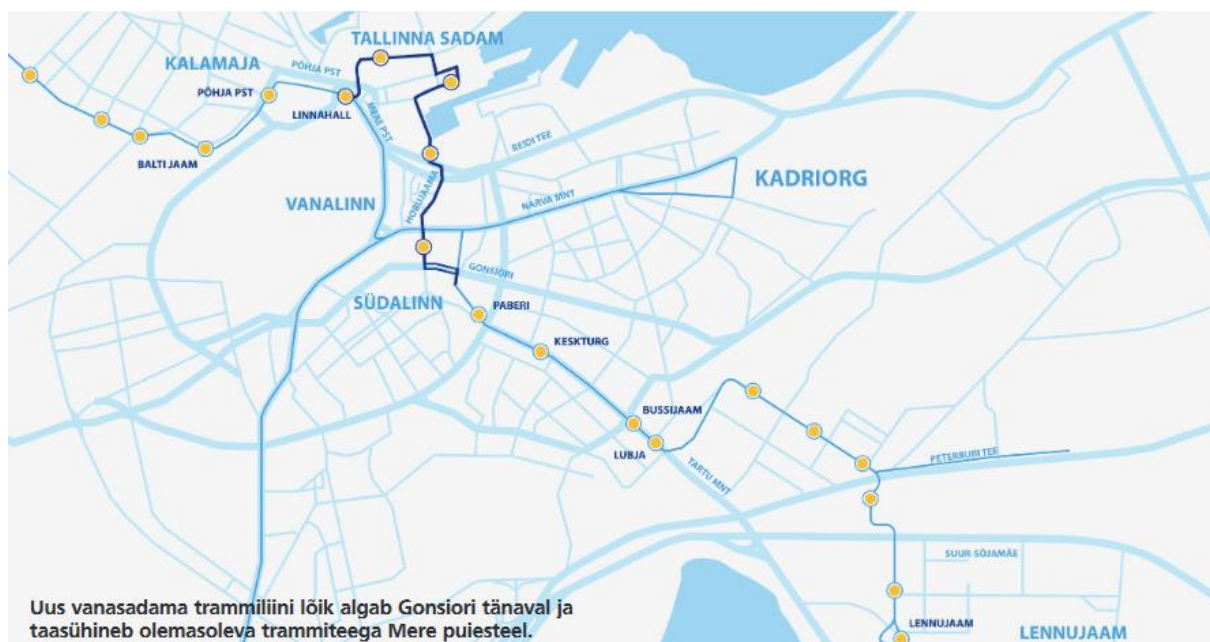 TALLINNA SADAM
KALAMAJA
PÕHJA PST
PÕHJA PST
LINNAHALL
MERE PST
BALTI JAAM
REIDI TEE
KADRIORG
HOBUJAAMA
NARVA MNT
VANALINN
GONSIORI
SÜDALINN
PABERI
KESKTURG
BUSSIJAAM
LUBJA
TARTU MNT
PETERBURI TEE
SUUR-SÕJAMÄE
Uus vanasadama trammiliini lõik algab Gonsiori tänaval ja
taasühineb olemasoleva trammiteega Mere puiesteel.
LENNUJAAM
LENNUJAAM